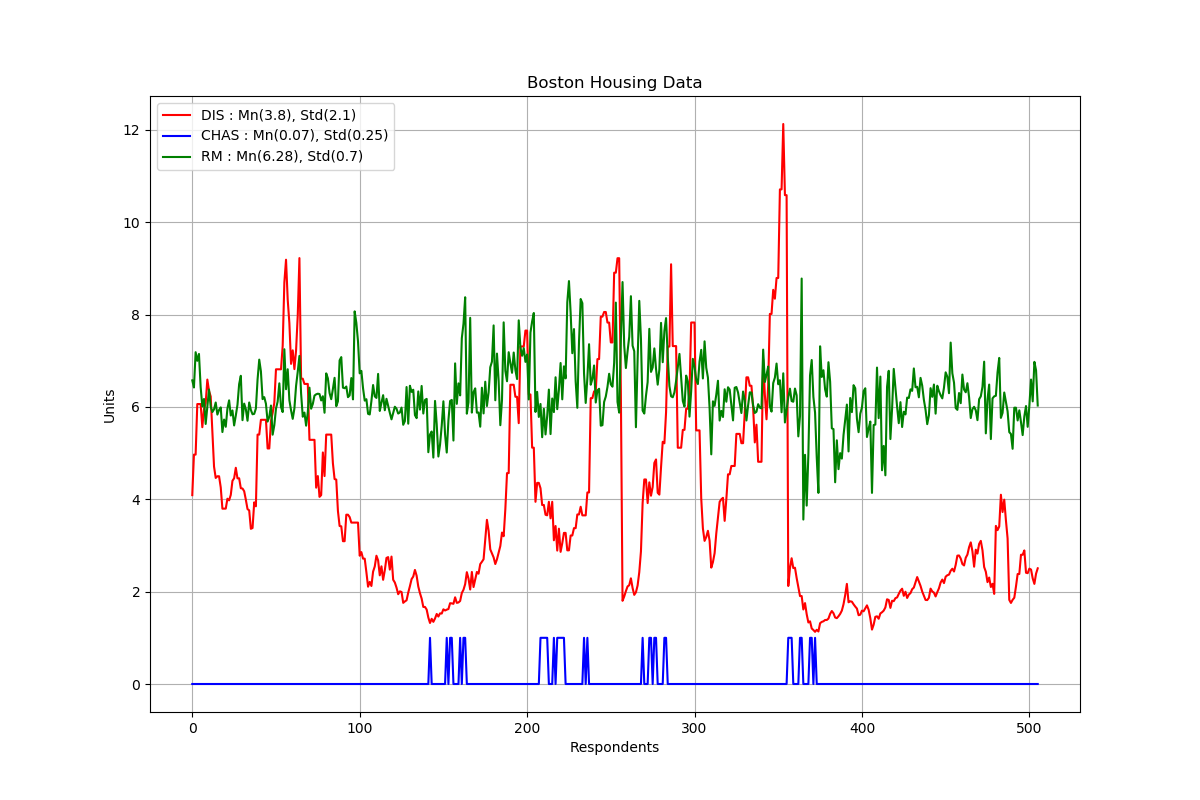 Boston Housing Data
DIS : Mn(3.8), Std(2.1)
CHAS : Mn(0.07), Std(0.25)
RM : Mn(6.28), Std(0.7)
12
10
8
6
4
2
0
Units
0 100 200 300 400 500
Respondents